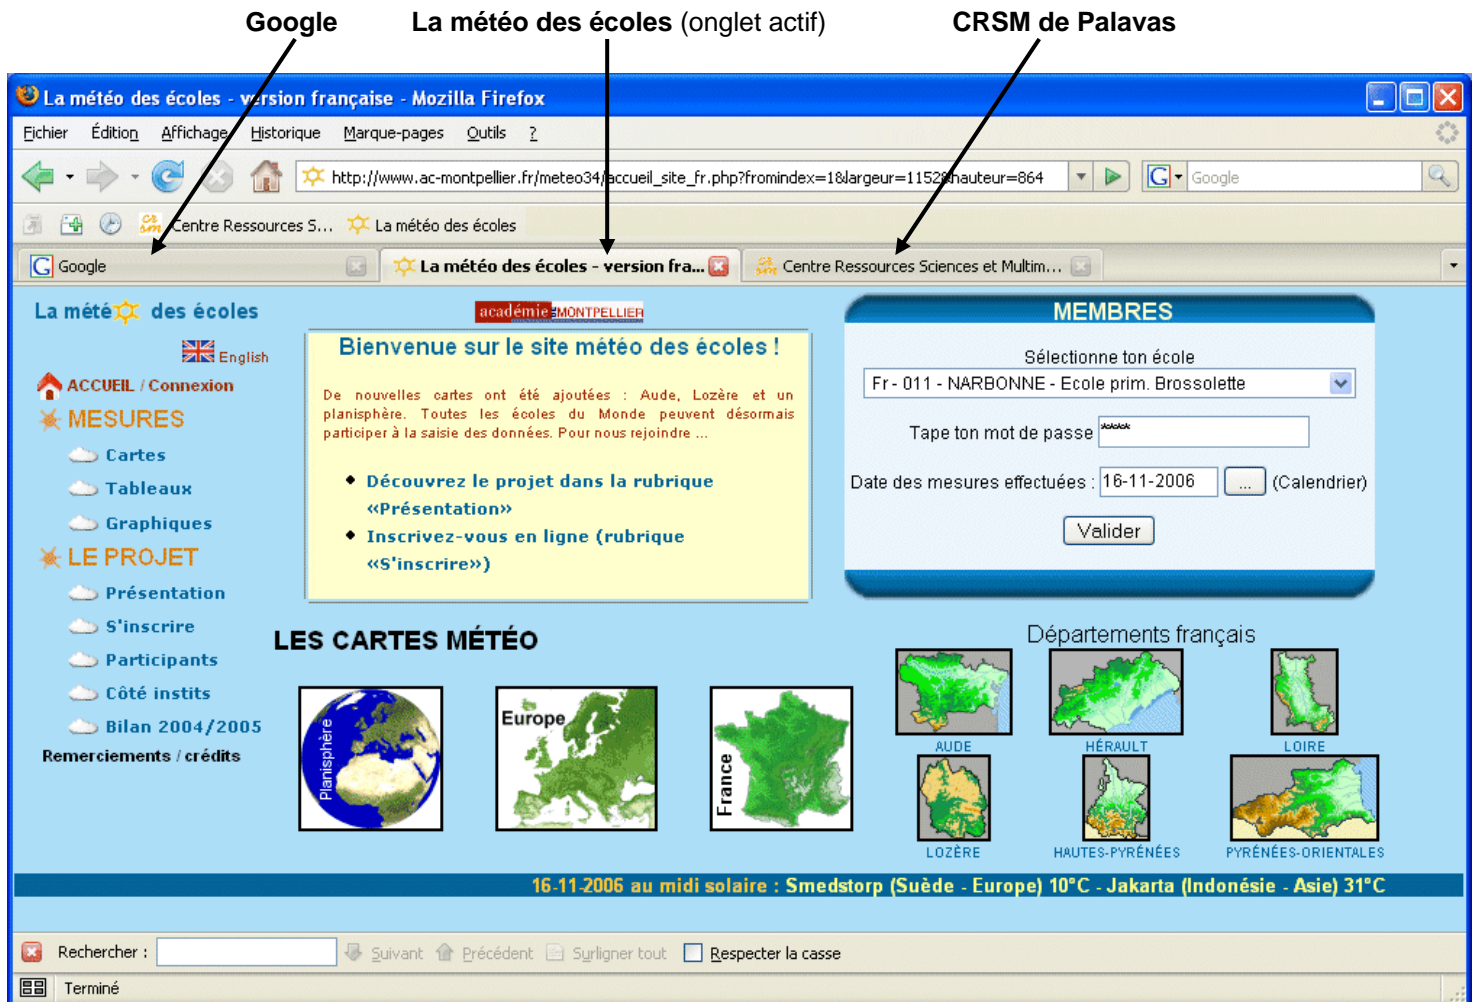 Google La météo des écoles (onglet actif) CRSM de Palavas
La météo des écoles - version française - Mozilla Firefox
Fichier Édition Affichage Historique Marque-pages Outils ?
http://www.ac-montpellier.fr/meteo34/accueil_site_fr.php?fromindex=1&largeur=1152&hauteur=864 G Google
Centre Ressources S... La météo des écoles
G Google La météo des écoles - version fra... Centre Ressources Sciences et Multim...
La météo des écoles
English
ACCUEIL / Connexion
MESURES
Cartes
Tableaux
Graphiques
LE PROJET
Présentation
S'inscrire
Participants
Côté instits
Bilan 2004/2005
Remerciements / crédits
académie MONTPELLIER
Bienvenue sur le site météo des écoles !
De nouvelles cartes ont été ajoutées : Aude, Lozère et un
planisphère. Toutes les écoles du Monde peuvent désormais
participer à la saisie des données. Pour nous rejoindre ...
• Découvrez le projet dans la rubrique
«Présentation»
• Inscrivez-vous en ligne (rubrique
«S'inscrire»)
MEMBRES
Sélectionne ton école
Fr - 011 - NARBONNE - Ecole prim. Brossolette
Tape ton mot de passe *****
Date des mesures effectuées : 16-11-2006 ... (Calendrier)
Valider
LES CARTES MÉTÉO
Planisphère
Europe
France
Départements français
AUDE HÉRAULT LOIRE
LOZÈRE HAUTES-PYRÉNÉES PYRÉNÉES-ORIENTALES
16-11-2006 au midi solaire : Smedstorp (Suède - Europe) 10°C - Jakarta (Indonésie - Asie) 31°C
Rechercher : Suivant Précédent Surligner tout Respecter la casse
Terminé